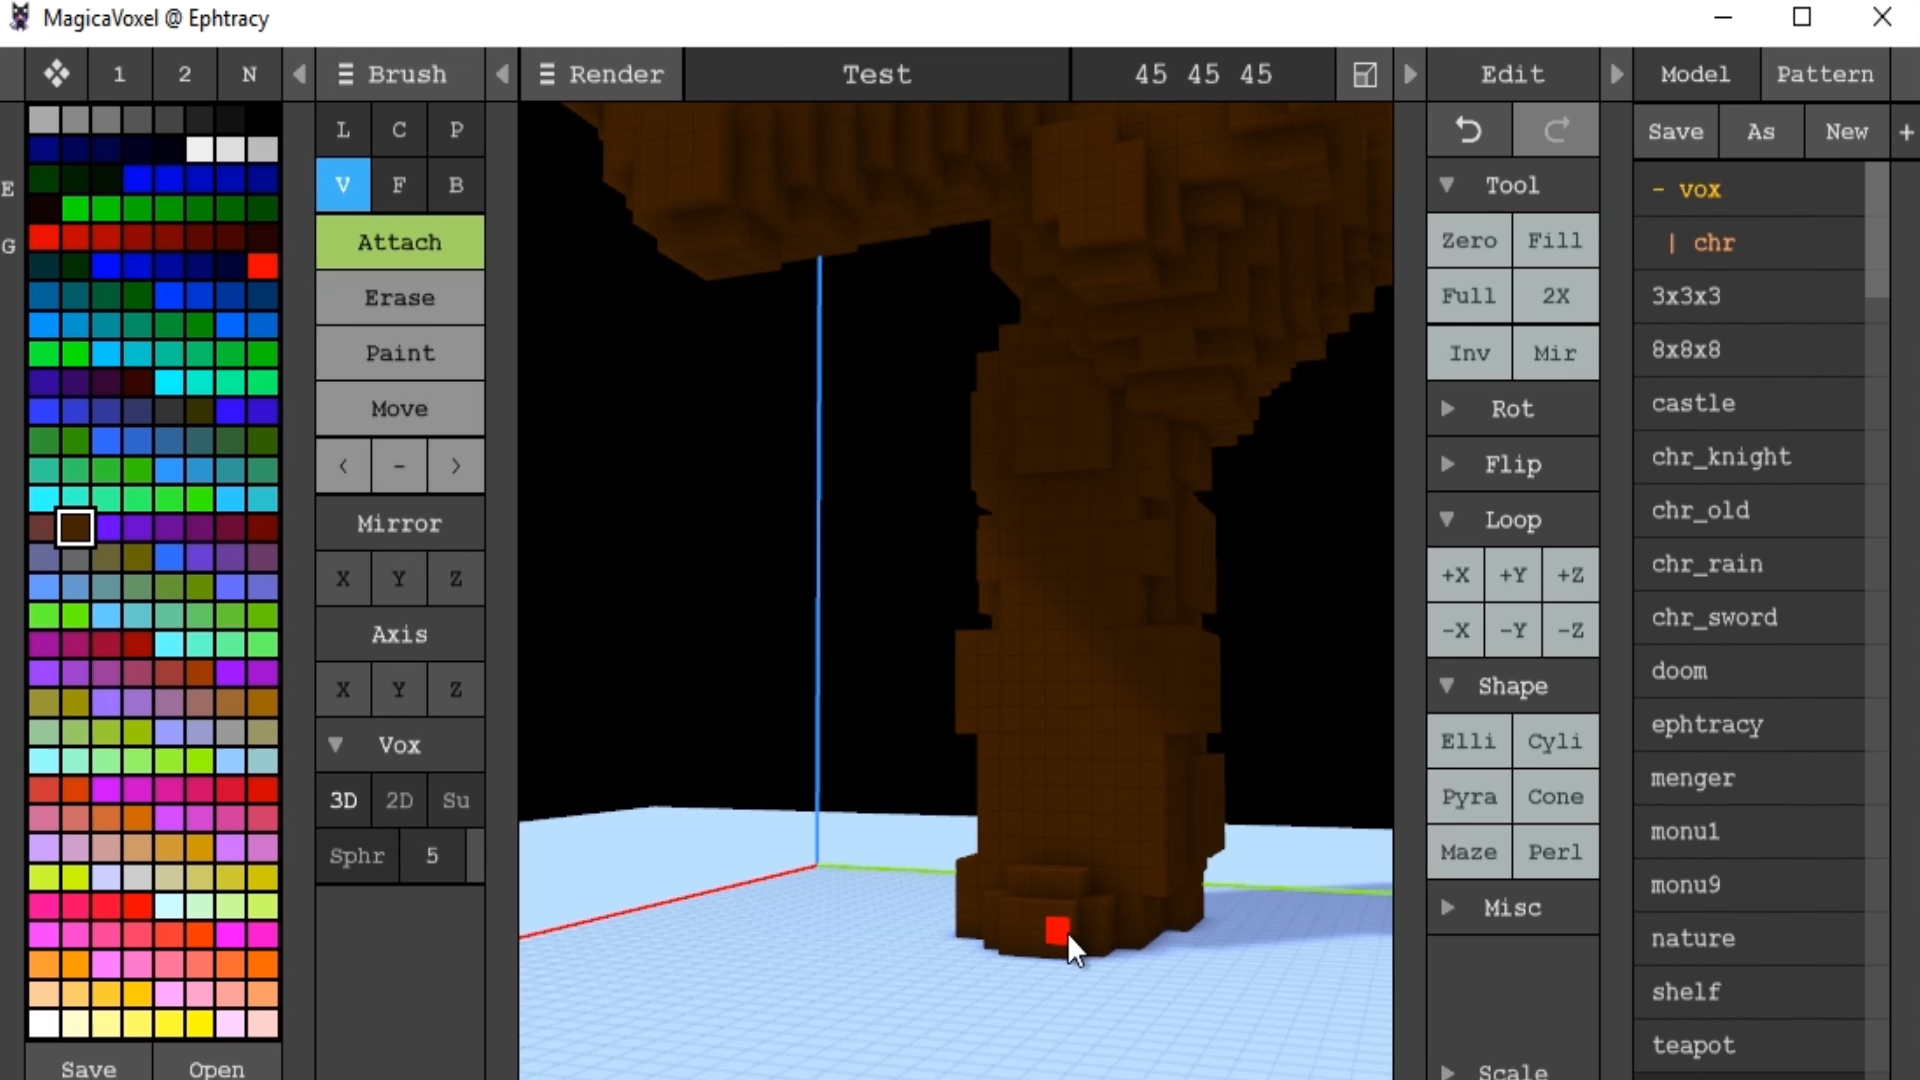 MagicaVoxel @ Ephtracy
1 2 N
Brush
Render
Test
45 45 45
Edit
Model
Pattern
L C P
V F B
Attach
Erase
Paint
Move
< - >
Mirror
X Y Z
Axis
X Y Z
Vox
3D 2D Su
Sphr 5
E
G
Save Open
Tool
Zero Fill
Full 2X
Inv Mir
Rot
Flip
Loop
+X +Y +Z
-X -Y -Z
Shape
Elli Cyli
Pyra Cone
Maze Perl
Misc
Scale
Save As New +
- vox
| chr
3x3x3
8x8x8
castle
chr_knight
chr_old
chr_rain
chr_sword
doom
ephtracy
menger
monu1
monu9
nature
shelf
teapot